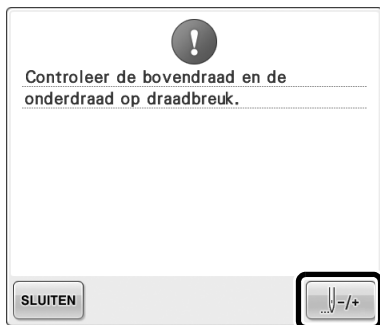 Controleer de bovendraad en de
onderdraad op draadbreuk.
SLUITEN
-/+